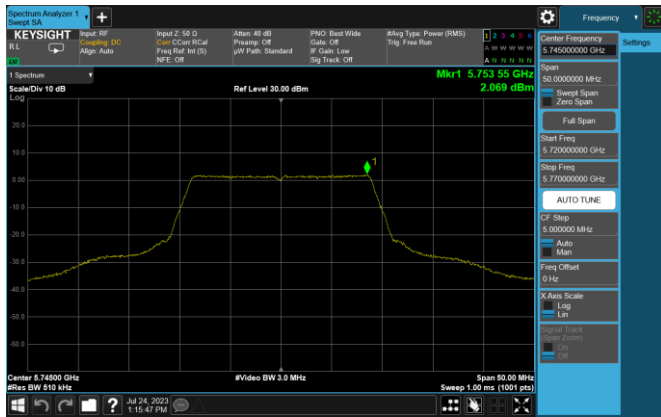 Spectrum Analyzer 1
Swept SA
+
Frequency
KEYSIGHT
RL
LXI
Input: RF
Coupling: DC
Align: Auto
Input Z: 50 Ω
Corr CCorr RCal
Freq Ref: Int (S)
NFE: Off
Atten: 40 dB
Preamp: Off
µW Path: Standard
PNO: Best Wide
Gate: Off
IF Gain: Low
Sig Track: Off
#Avg Type: Power (RMS)
Trig: Free Run
1 2 3 4 5 6
A W W W W W
A N N N N N
1 Spectrum
Scale/Div 10 dB
Log
Ref Level 30.00 dBm
Mkr1 5.753 55 GHz
2.069 dBm
1
20.0
10.0
0.00
-10.0
-20.0
-30.0
-40.0
-50.0
-60.0
Center 5.74500 GHz
#Res BW 510 kHz
#Video BW 3.0 MHz
Span 50.00 MHz
Sweep 1.00 ms (1001 pts)
Center Frequency
5.745000000 GHz
Settings
Span
50.0000000 MHz
Swept Span
Zero Span
Full Span
Start Freq
5.720000000 GHz
Stop Freq
5.770000000 GHz
AUTO TUNE
CF Step
5.000000 MHz
Auto
Man
Freq Offset
0 Hz
X Axis Scale
Log
Lin
Signal Track
(Span Zoom)
On
Off
?
Jul 24, 2023
1:15:47 PM